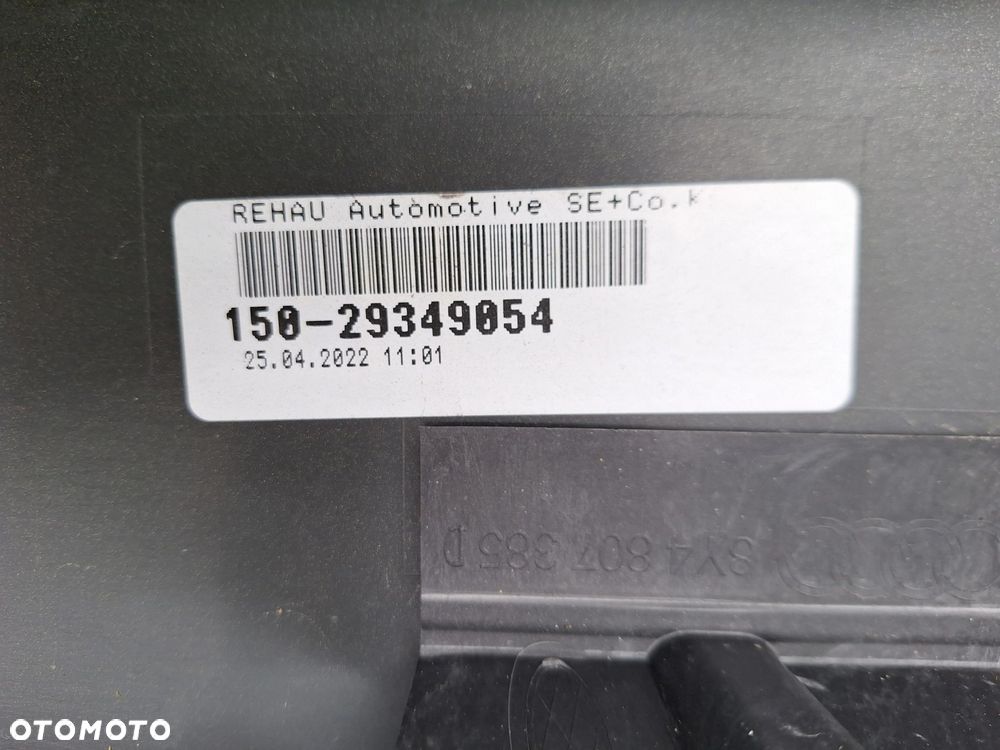 REHAU Automotive SE+Co.K
150-29349054
25.04.2022 11:01
8Y4 807 385 D
OTOMOTO